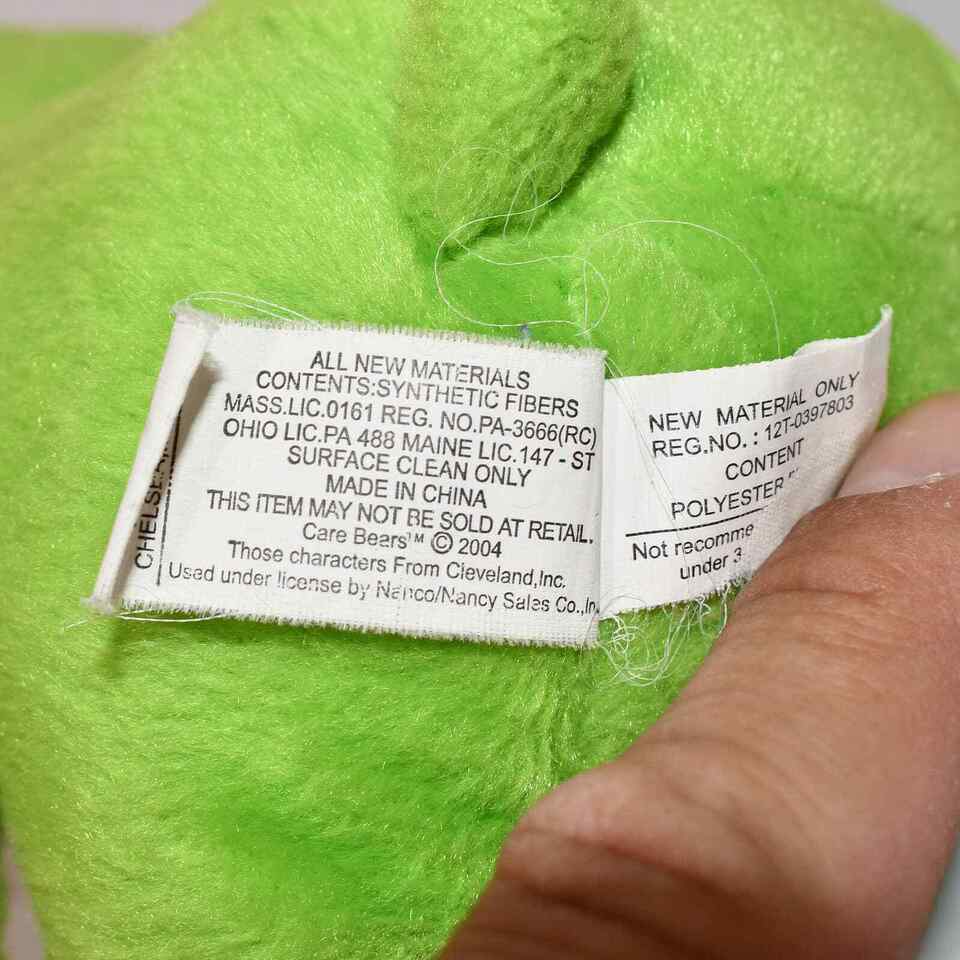 ALL NEW MATERIALS
CONTENTS:SYNTHETIC FIBERS
MASS.LIC.0161 REG. NO.PA-3666(RC)
OHIO LIC.PA 488 MAINE LIC.147 - ST
SURFACE CLEAN ONLY
MADE IN CHINA
THIS ITEM MAY NOT BE SOLD AT RETAIL.
Care Bears™ © 2004
Those characters From Cleveland,Inc.
Used under license by Nanco/Nancy Sales Co.,In
NEW MATERIAL ONLY
REG.NO. : 12T-0397803
CONTENT
POLYESTER
Not recomme
under 3